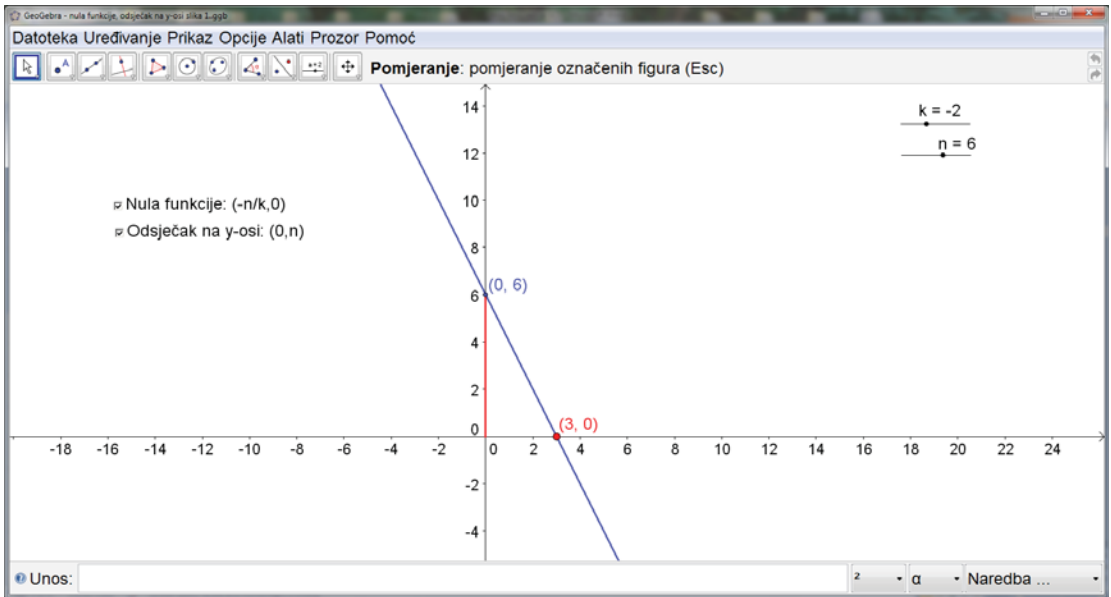 GeoGebra - nula funkcije, odsječak na y-osi slika 1..ggb
Datoteka Uređivanje Prikaz Opcije Alati Prozor Pomoć
A
a=2
Pomjeranje: pomjeranje označenih figura (Esc)
k = -2
n = 6
Nula funkcije: (-n/k,0)
Odsječak na y-osi: (0,n)
14
12
10
8
6
4
2
0
-2
-4
(0, 6)
(3, 0)
-18 -16 -14 -12 -10 -8 -6 -4 -2 0 2 4 6 8 10 12 14 16 18 20 22 24
Unos:
² α Naredba ...